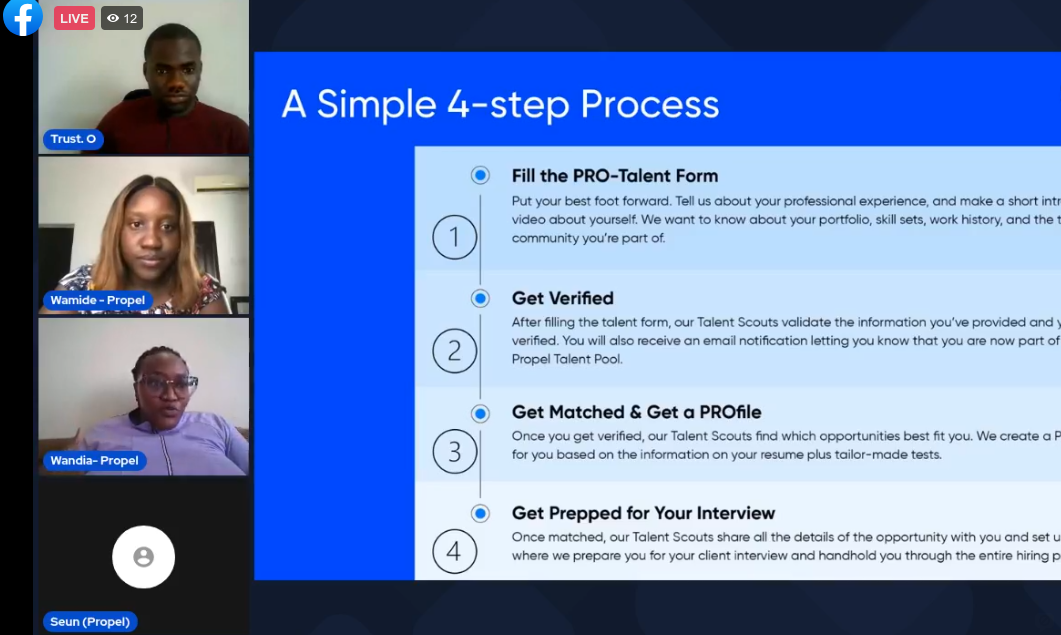 LIVE
12
Trust. O
Wamide - Propel
Wandia- Propel
Seun (Propel)
A Simple 4-step Process
1
Fill the PRO-Talent Form
Put your best foot forward. Tell us about your professional experience, and make a short
video about yourself. We want to know about your portfolio, skill sets, work history, and the
community you're part of.
2
Get Verified
After filling the talent form, our Talent Scouts validate the information you've provided and
verified. You will also receive an email notification letting you know that you are now part of
Propel Talent Pool.
3
Get Matched & Get a PROfile
Once you get verified, our Talent Scouts find which opportunities best fit you. We create a
for you based on the information on your resume plus tailor-made tests.
4
Get Prepped for Your Interview
Once matched, our Talent Scouts share all the details of the opportunity with you and set
where we prepare you for your client interview and handhold you through the entire hiring